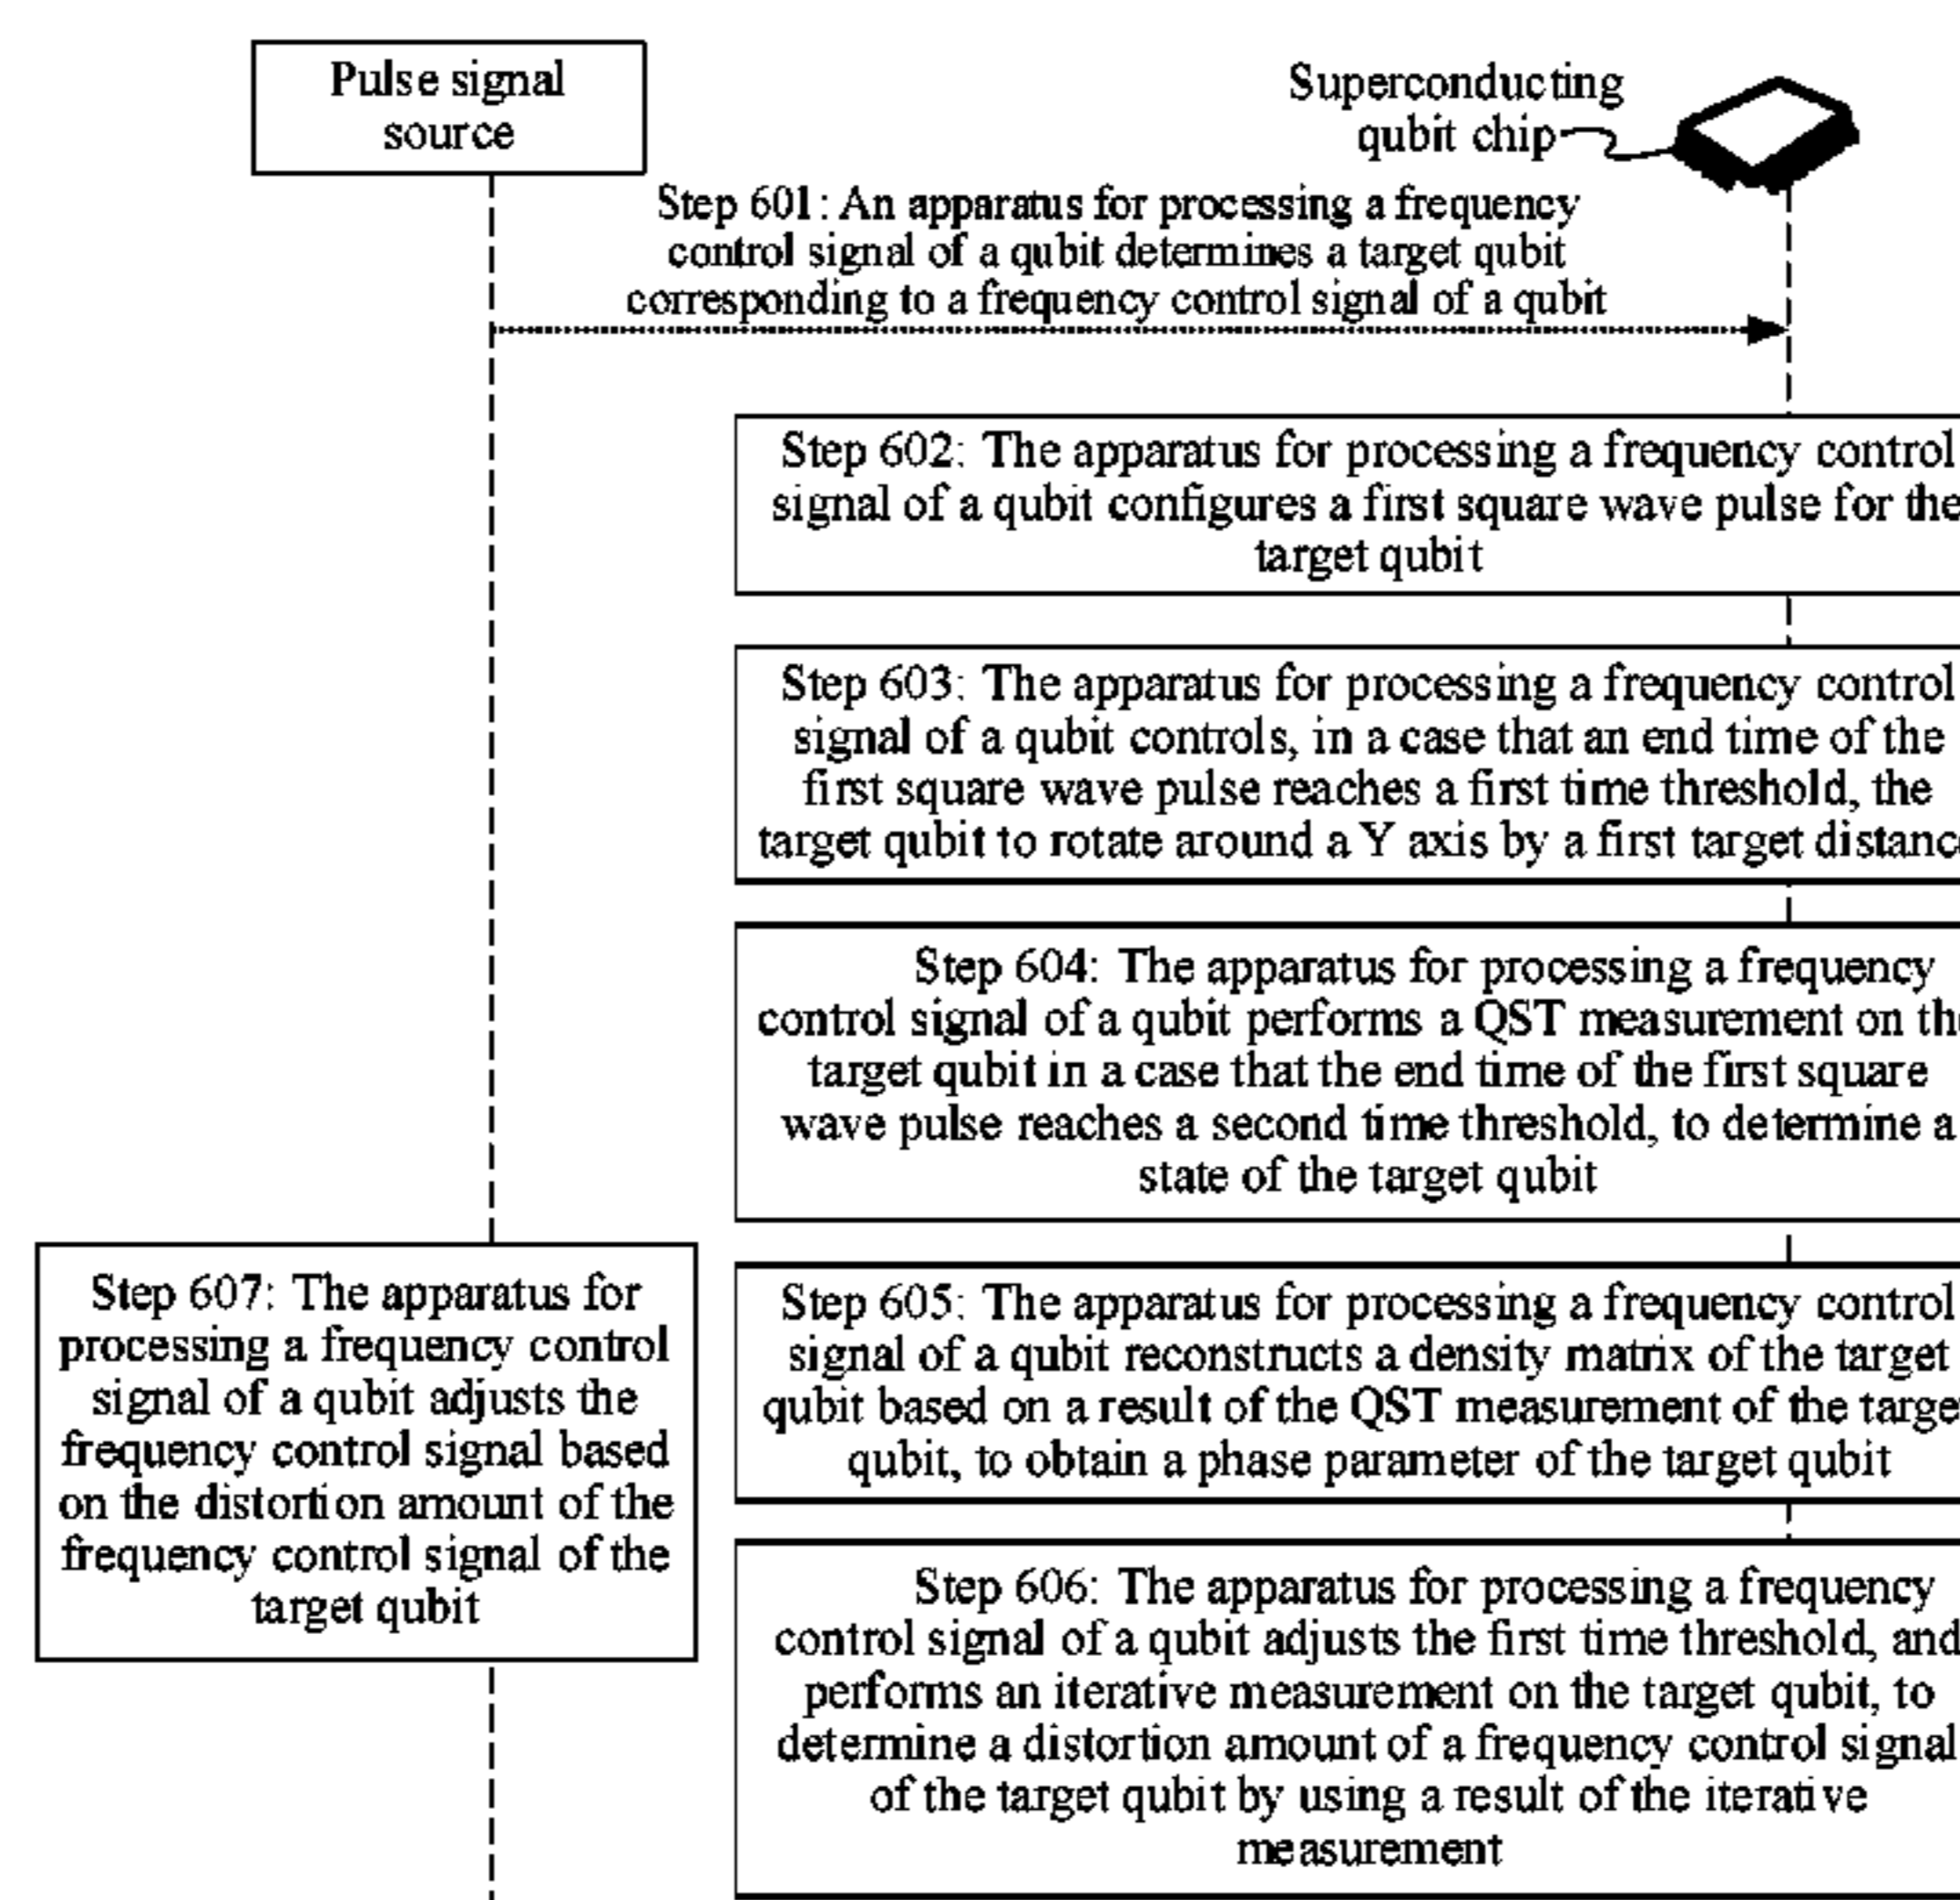 Pulse signal
source
Superconducting
qubit chip
Step 601: An apparatus for processing a frequency
control signal of a qubit determines a target qubit
corresponding to a frequency control signal of a qubit
Step 602: The apparatus for processing a frequency control
signal of a qubit configures a first square wave pulse for the
target qubit
Step 603: The apparatus for processing a frequency control
signal of a qubit controls, in a case that an end time of the
first square wave pulse reaches a first time threshold, the
target qubit to rotate around a Y axis by a first target distance
Step 604: The apparatus for processing a frequency
control signal of a qubit performs a QST measurement on the
target qubit in a case that the end time of the first square
wave pulse reaches a second time threshold, to determine a
state of the target qubit
Step 607: The apparatus for
processing a frequency control
signal of a qubit adjusts the
frequency control signal based
on the distortion amount of the
frequency control signal of the
target qubit
Step 605: The apparatus for processing a frequency control
signal of a qubit reconstructs a density matrix of the target
qubit based on a result of the QST measurement of the target
qubit, to obtain a phase parameter of the target qubit
Step 606: The apparatus for processing a frequency
control signal of a qubit adjusts the first time threshold, and
performs an iterative measurement on the target qubit, to
determine a distortion amount of a frequency control signal
of the target qubit by using a result of the iterative
measurement